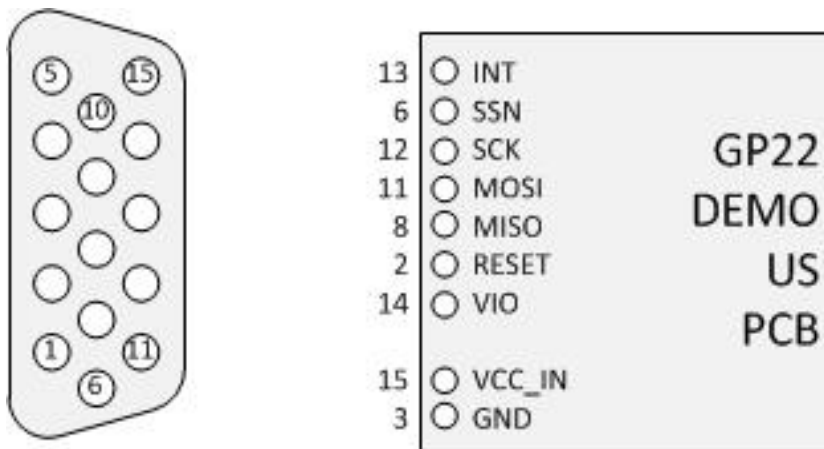 5 15
10
1 11
6
13 INT
6 SSN
12 SCK
11 MOSI
8 MISO
2 RESET
14 VIO
15 VCC_IN
3 GND
GP22
DEMO
US
PCB